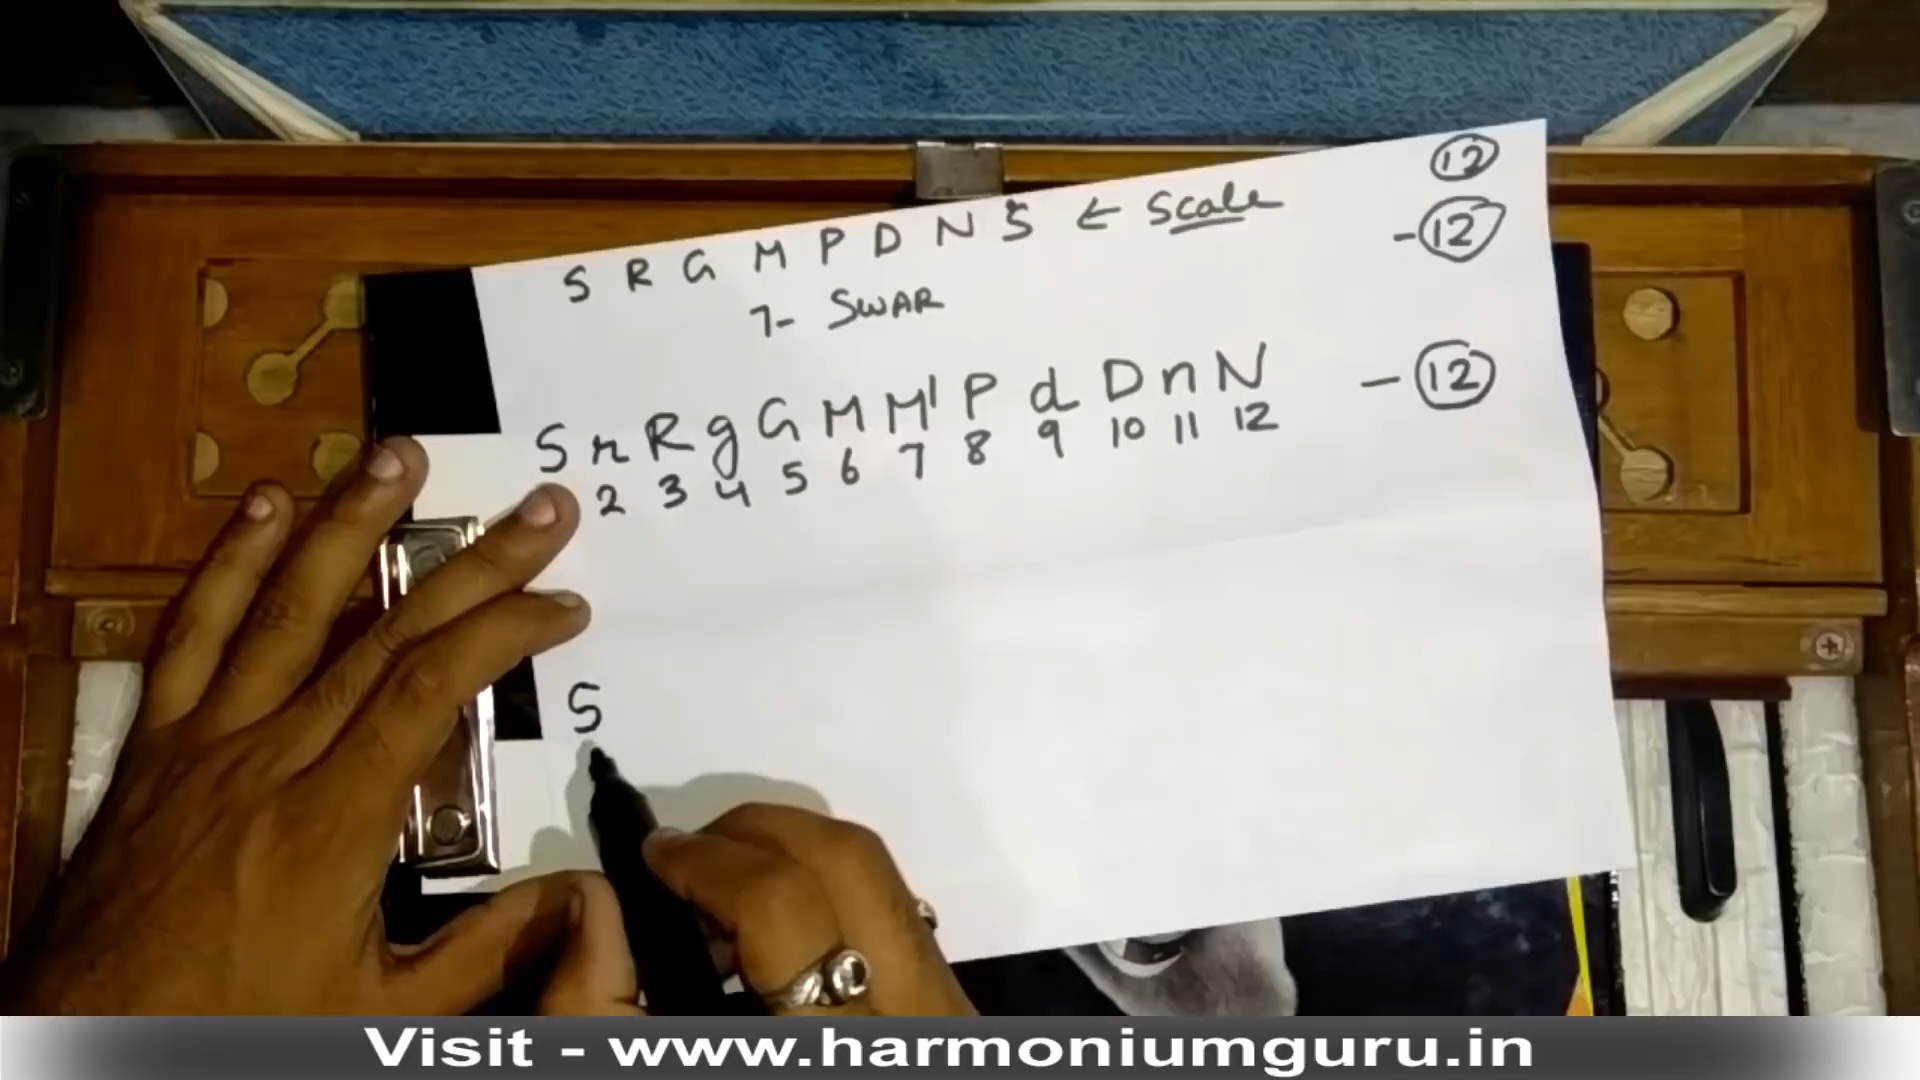 12
S R G M P D N Ṡ ← Scale -12
7- SWAR
S r R g G M M' P d D n N - 12
2 3 4 5 6 7 8 9 10 11 12
S
Visit - www.harmoniumguru.in